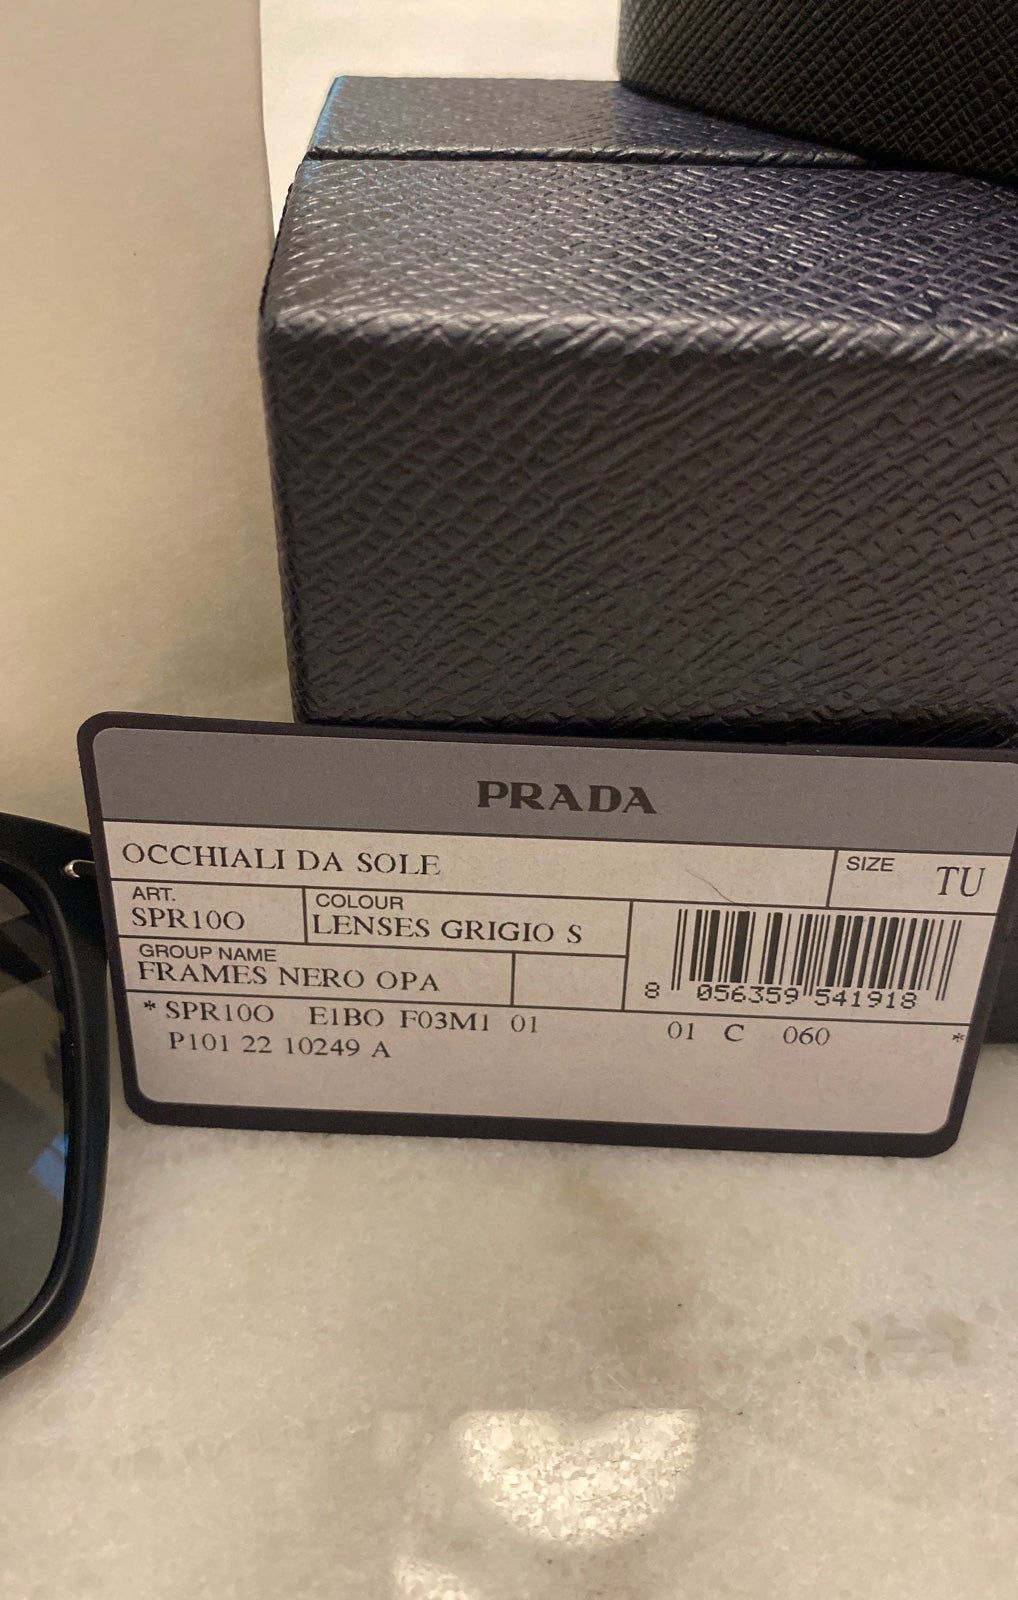 PRADA
OCCHIALI DA SOLE
SIZE TU
ART.
SPR10O
COLOUR
LENSES GRIGIO S
GROUP NAME
FRAMES NERO OPA
8 056359 541918
* SPR10O E1BO F03M1 01 01 C 060 *
P101 22 10249 A